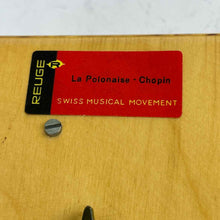 REUGE
La Polonaise - Chopin
SWISS MUSICAL MOVEMENT